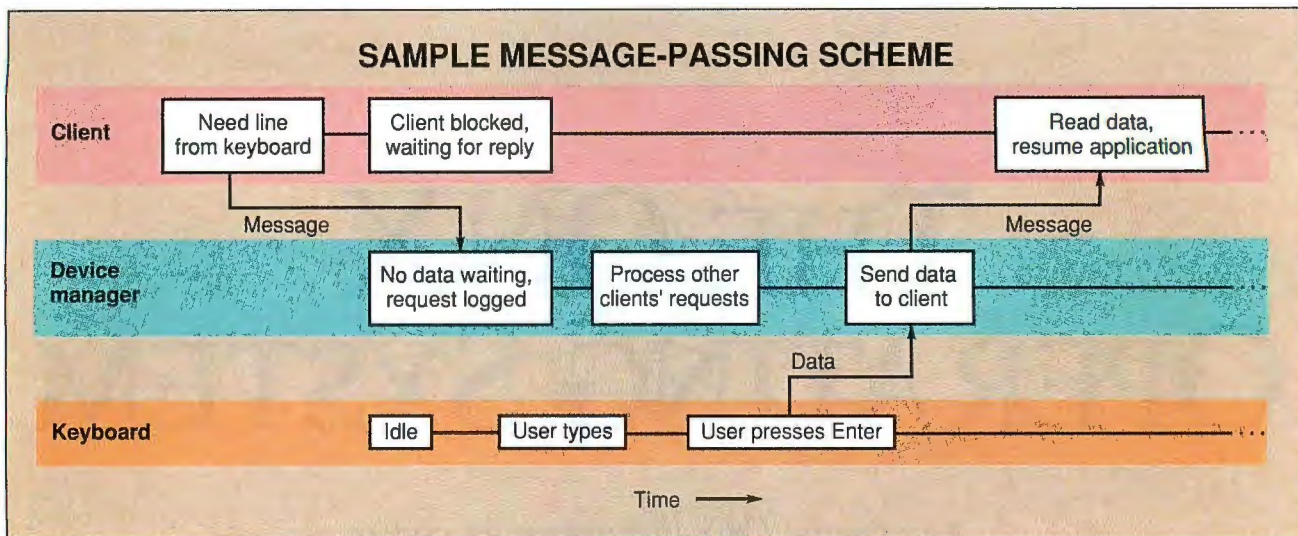 SAMPLE MESSAGE-PASSING SCHEME
Client
Need line
from keyboard
Client blocked,
waiting for reply
Read data,
resume application
Message
Message
Device
manager
No data waiting,
request logged
Process other
clients' requests
Send data
to client
Data
Keyboard
Idle
User types
User presses Enter
Time